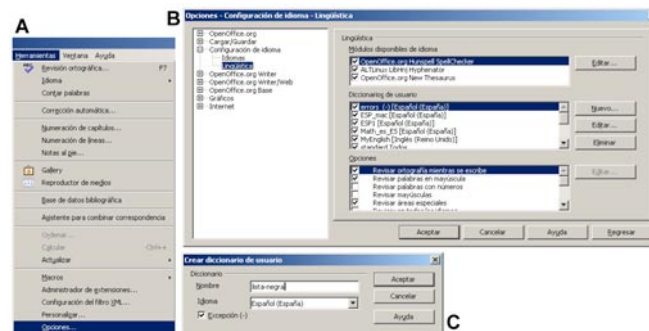 A
Herramientas Ventana Ayuda
Revisión ortográfica... F7
Idioma
Contar palabras
Corrección automática...
Numeración de capítulos...
Numeración de líneas...
Notas al pie...
Gallery
Reproductor de medios
Base de datos bibliográfica
Asistente para combinar correspondencia
Ordenar...
Calcular Ctrl++
Actualizar
Macros
Administrador de extensiones...
Configuración del filtro XML...
Personalizar...
Opciones...
B
Opciones - Configuración de idioma - Lingüística
OpenOffice.org
Cargar/Guardar
Configuración de idioma
Idiomas
Lingüística
OpenOffice.org Writer
OpenOffice.org Writer/Web
OpenOffice.org Base
Gráficos
Internet
Lingüística
Módulos disponibles de idioma
OpenOffice.org Hunspell SpellChecker
ALTLinux LibHnj Hyphenator
OpenOffice.org New Thesaurus
Editar...
Diccionarios de usuario
errors (-) [Español (España)]
ESP_mac [Español (España)]
ESP1 [Español (España)]
Math_es_ES [Español (España)]
MyEnglish [Inglés (Reino Unido)]
standard Todos
Nuevo...
Editar...
Eliminar
Opciones
Revisar ortografía mientras se escribe
Revisar palabras en mayúscula
Revisar palabras con números
Revisar mayúsculas
Revisar áreas especiales
Editar...
Aceptar Cancelar Ayuda Regresar
Crear diccionario de usuario
Diccionario
Nombre lista-negra
Idioma Español (España)
Excepción (-)
Aceptar
Cancelar
Ayuda
C